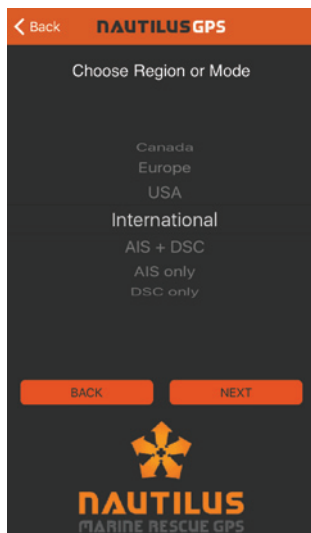 Back NAUTILUS GPS
Choose Region or Mode
Canada
Europe
USA
International
AIS + DSC
AIS only
DSC only
BACK NEXT
NAUTILUS
MARINE RESCUE GPS